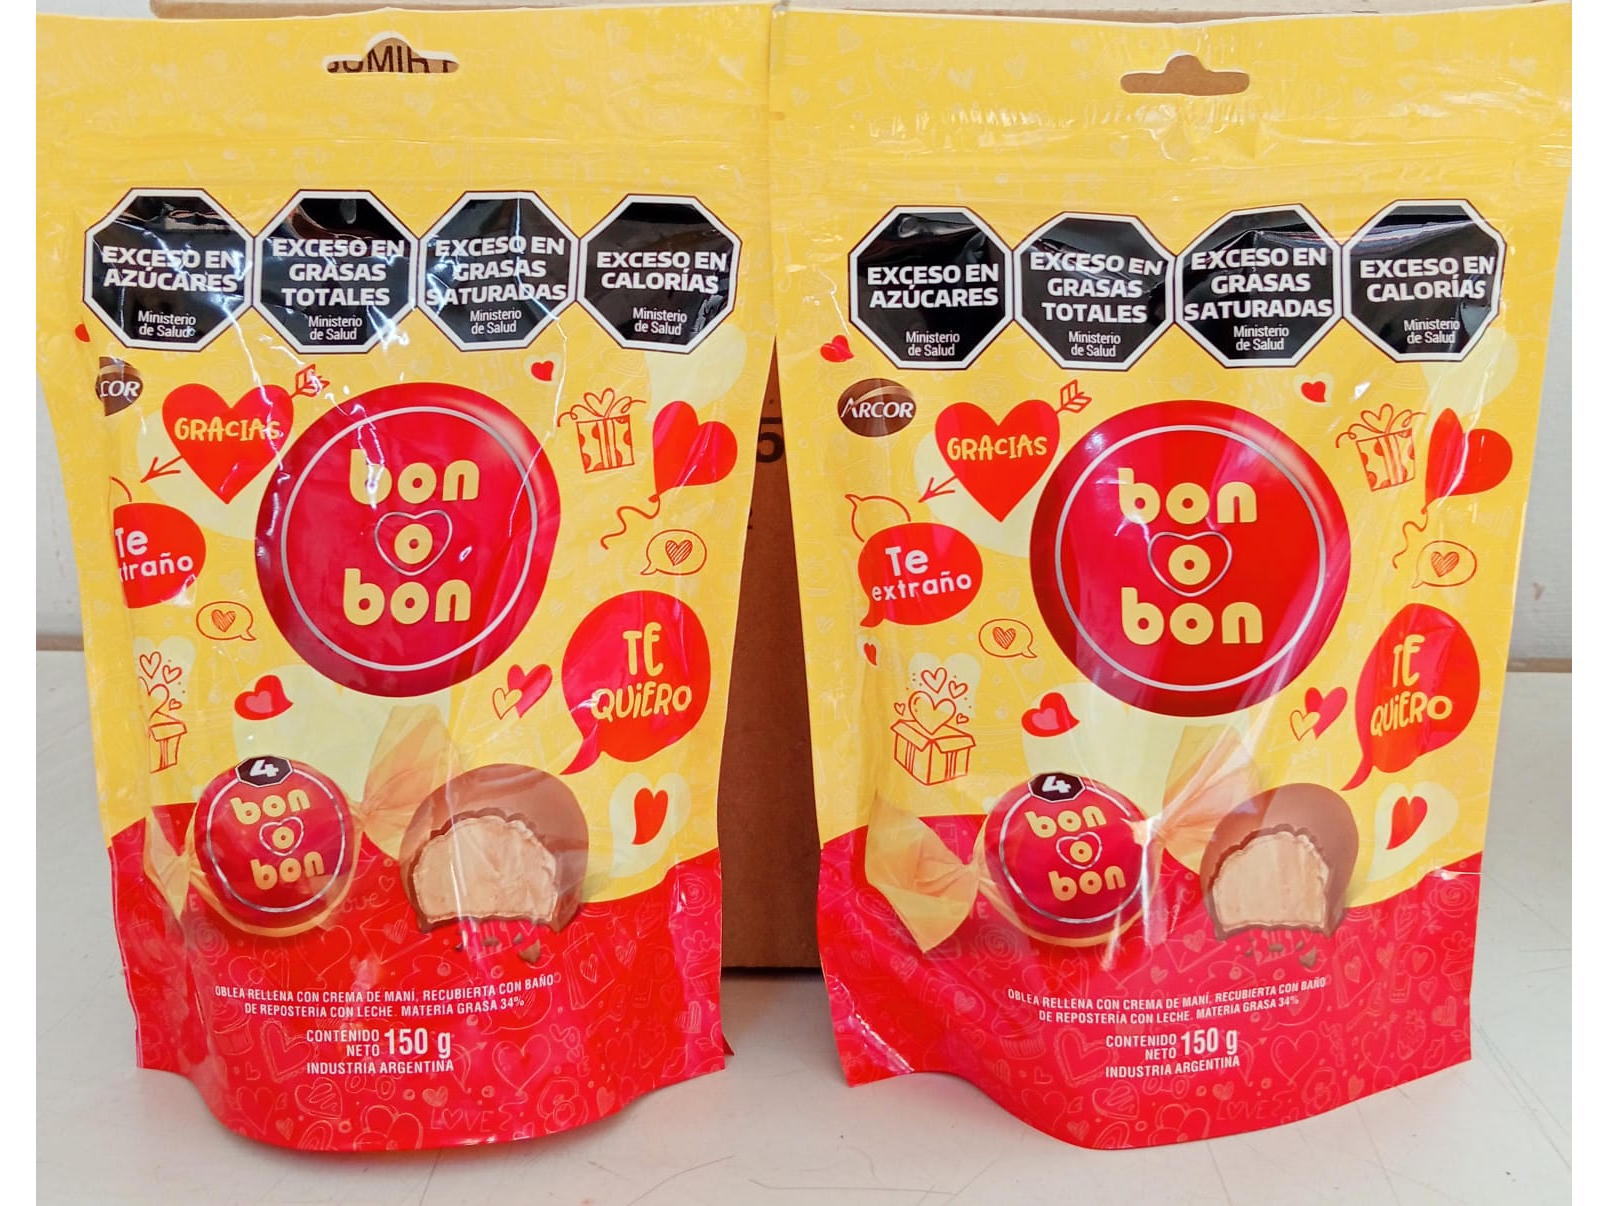 EXCESO EN
AZÚCARES
Ministerio
de Salud
EXCESO EN
GRASAS
TOTALES
Ministerio
de Salud
EXCESO EN
GRASAS
SATURADAS
Ministerio
de Salud
EXCESO EN
CALORÍAS
Ministerio
de Salud
COR
GRACIAS
bon
o
bon
Te
xtraño
TE
QUiERO
4
bon
o
bon
OBLEA RELLENA CON CREMA DE MANÍ, RECUBIERTA CON BAÑO
DE REPOSTERÍA CON LECHE. MATERIA GRASA 34%
CONTENIDO
NETO 150 g
INDUSTRIA ARGENTINA
LOVE
5
EXCESO EN
AZÚCARES
Ministerio
de Salud
EXCESO EN
GRASAS
TOTALES
Ministerio
de Salud
EXCESO EN
GRASAS
SATURADAS
Ministerio
de Salud
EXCESO EN
CALORÍAS
Ministerio
de Salud
ARCOR
GRACIAS
bon
o
bon
Te
extraño
TE
QUiERO
4
bon
o
bon
OBLEA RELLENA CON CREMA DE MANÍ, RECUBIERTA CON BAÑO
DE REPOSTERÍA CON LECHE. MATERIA GRASA 34%
CONTENIDO
NETO 150 g
INDUSTRIA ARGENTINA
LOVE